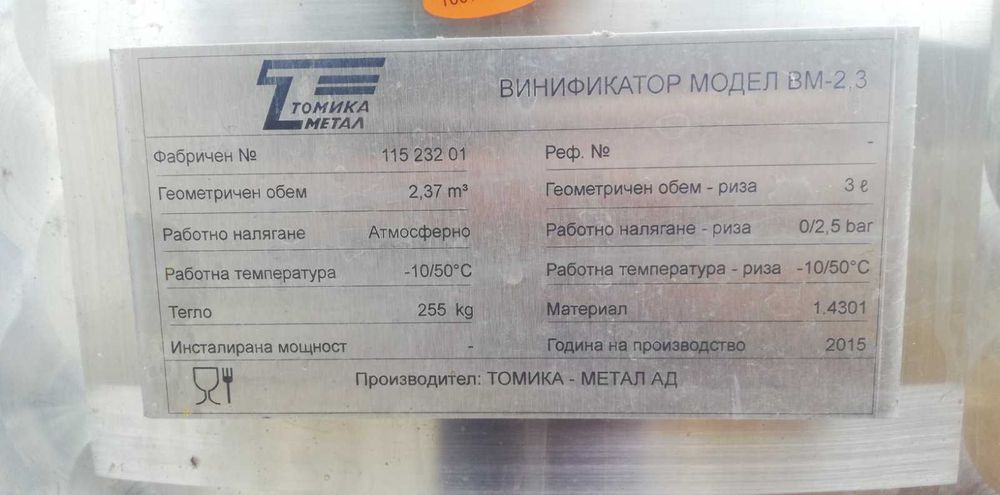 ТОМИКА
МЕТАЛ
ВИНИФИКАТОР МОДЕЛ ВМ-2,3
Фабричен № 115 232 01
Реф. № -
Геометричен обем 2,37 m³
Геометричен обем - риза 3 ℓ
Работно налягане Атмосферно
Работно налягане - риза 0/2,5 bar
Работна температура -10/50°C
Работна температура - риза -10/50°C
Тегло 255 kg
Материал 1.4301
Инсталирана мощност -
Година на производство 2015
Производител: ТОМИКА - МЕТАЛ АД